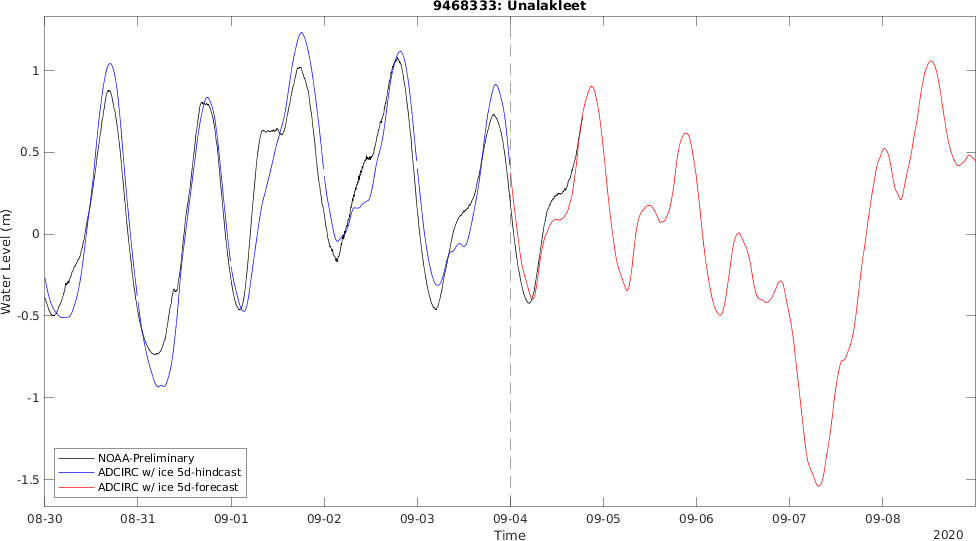 9468333: Unalakleet
Water Level (m)
1
0.5
0
-0.5
-1
-1.5
NOAA-Preliminary
ADCIRC w/ ice 5d-hindcast
ADCIRC w/ ice 5d-forecast
08-30 08-31 09-01 09-02 09-03 09-04 09-05 09-06 09-07 09-08
Time
2020